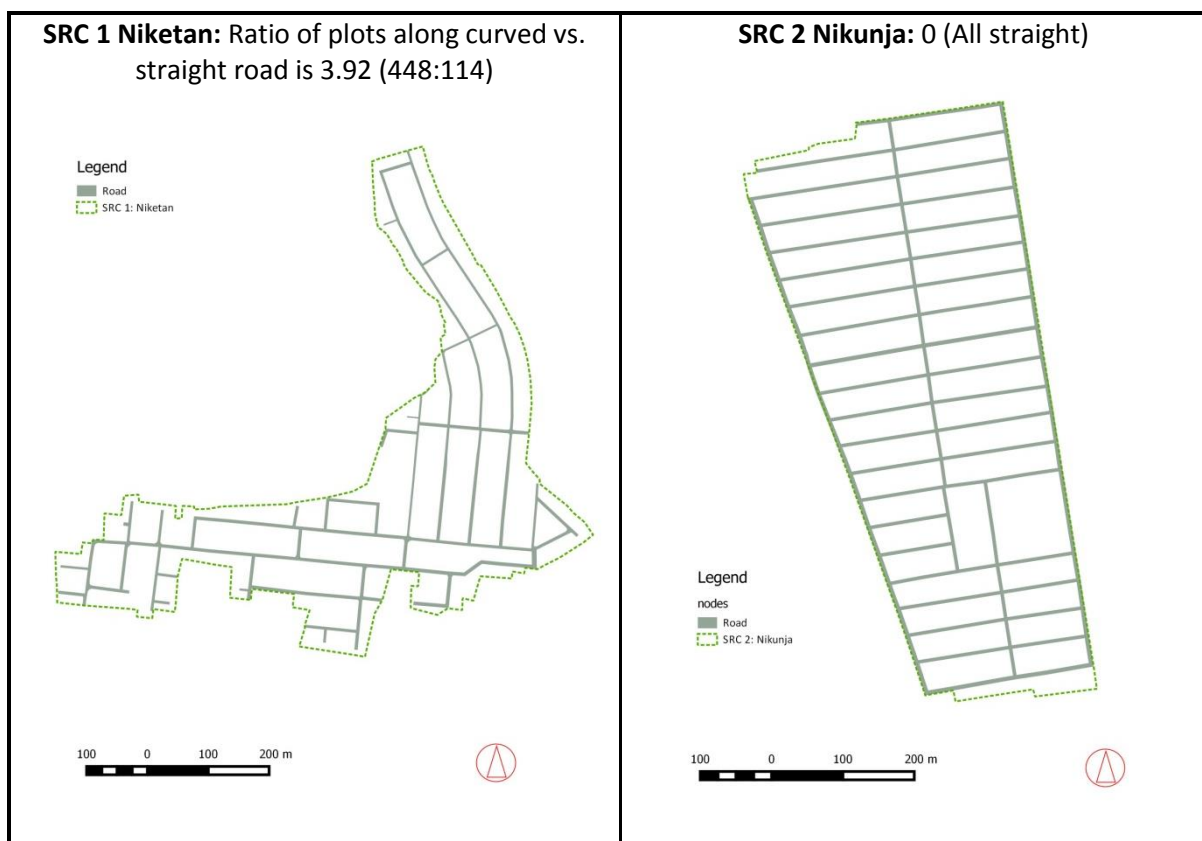 SRC 1 Niketan: Ratio of plots along curved vs.
straight road is 3.92 (448:114)
Legend
Road
SRC 1: Niketan
100 0 100 200 m
SRC 2 Nikunja: 0 (All straight)
Legend
nodes
Road
SRC 2: Nikunja
100 0 100 200 m